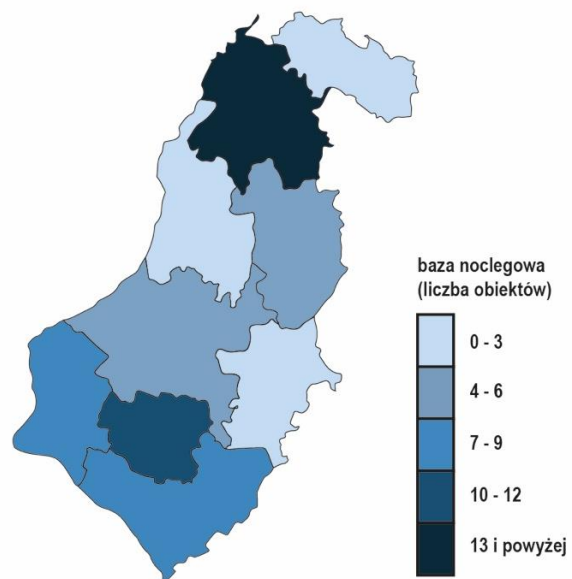 baza noclegowa
(liczba obiektów)
0 - 3
4 - 6
7 - 9
10 - 12
13 i powyżej